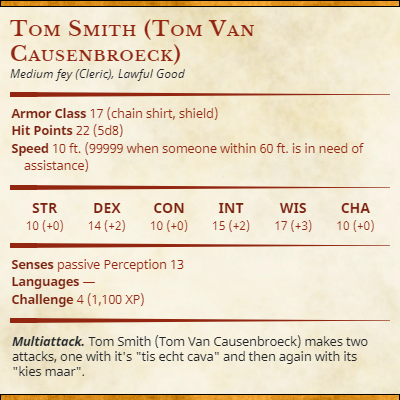 Tom Smith (Tom Van
Causenbroeck)
Medium fey (Cleric), Lawful Good
Armor Class 17 (chain shirt, shield)
Hit Points 22 (5d8)
Speed 10 ft. (99999 when someone within 60 ft. is in need of
assistance)
STR DEX CON INT WIS CHA
10 (+0) 14 (+2) 10 (+0) 15 (+2) 17 (+3) 10 (+0)
Senses passive Perception 13
Languages —
Challenge 4 (1,100 XP)
Multiattack. Tom Smith (Tom Van Causenbroeck) makes two
attacks, one with it's "tis echt cava" and then again with its
"kies maar".